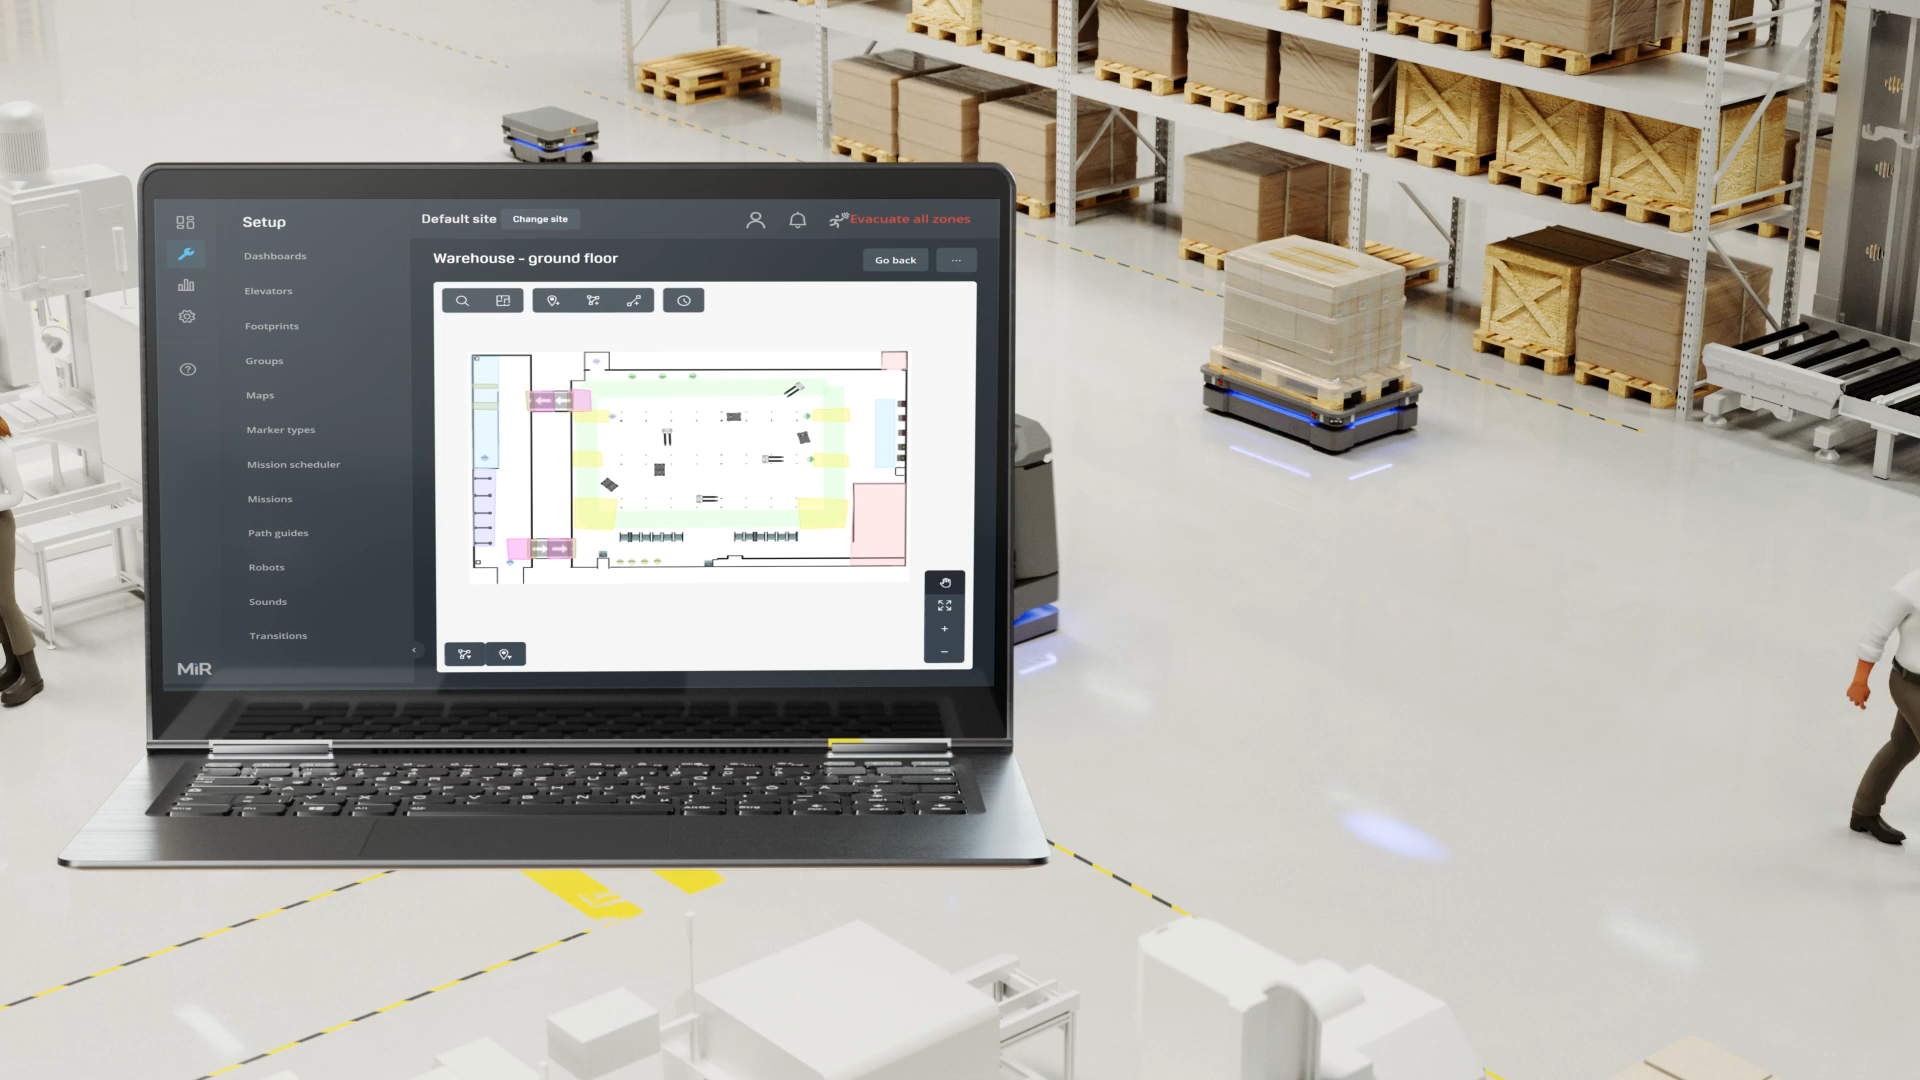 Setup
Default site
Change site
Evacuate all zones
Dashboards
Warehouse - ground floor
Go back
...
Elevators
Footprints
Groups
Maps
Marker types
Mission scheduler
Missions
Path guides
Robots
Sounds
Transitions
MiR